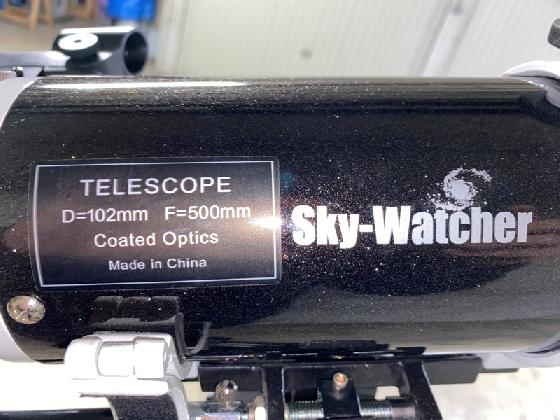 TELESCOPE
D=102mm F=500mm
Coated Optics
Made in China
Sky-Watcher